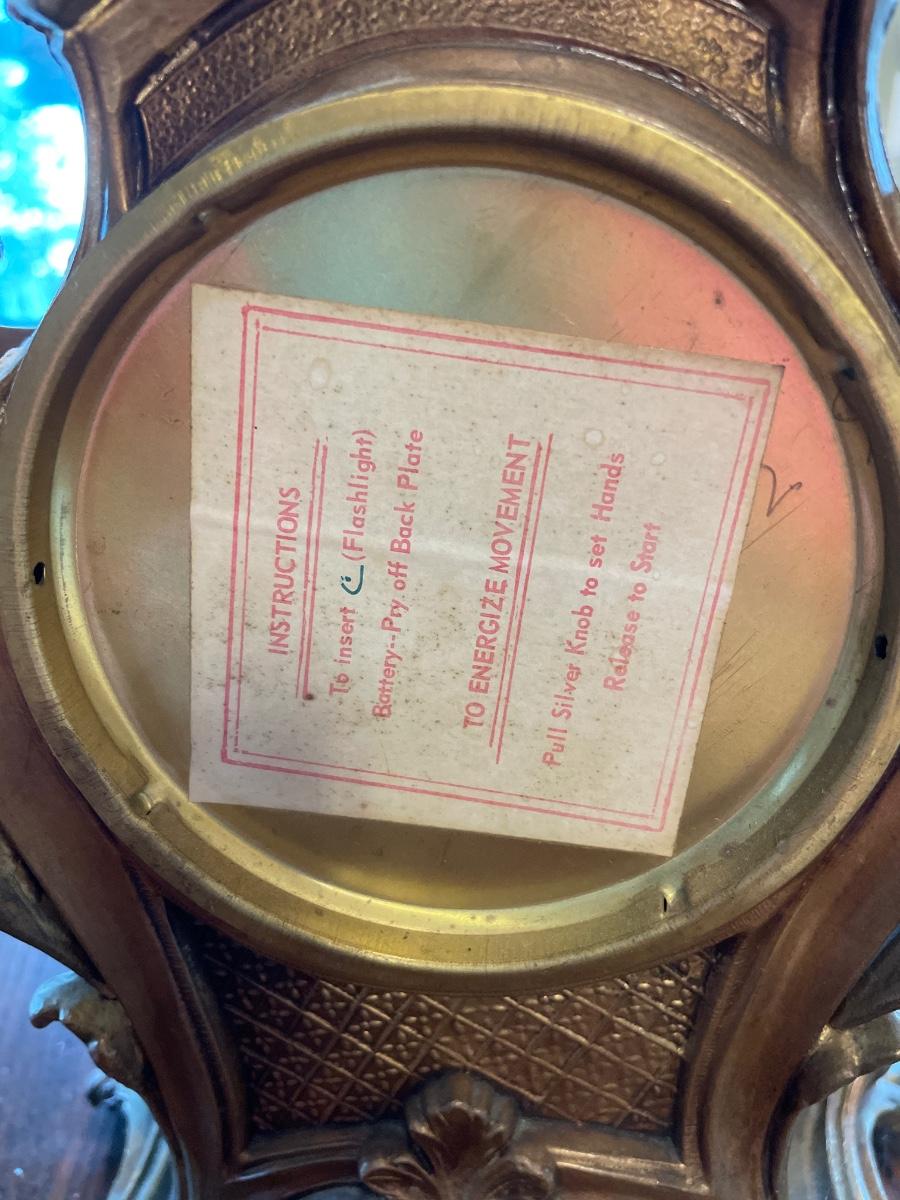 INSTRUCTIONS
To insert C (Flashlight)
Battery--Pry off Back Plate
TO ENERGIZE MOVEMENT
Pull Silver Knob to set Hands
Release to Start